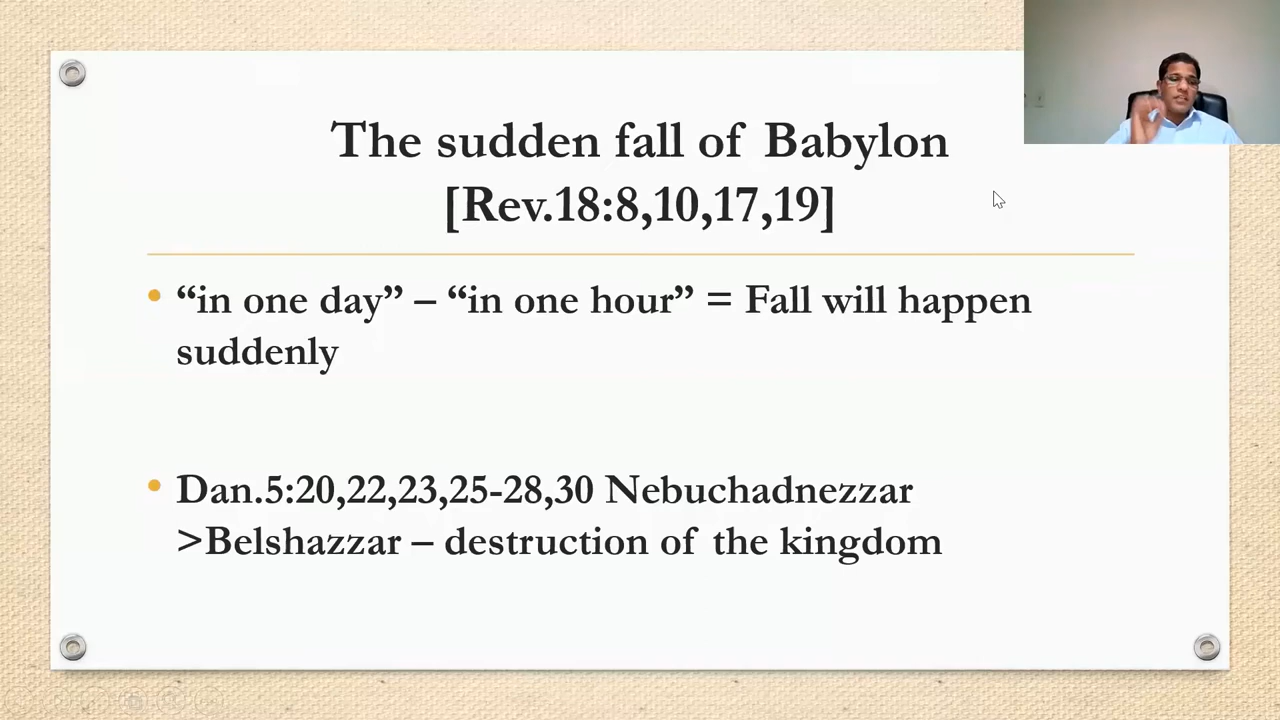 The sudden fall of Babylon
[Rev.18:8,10,17,19]
• “in one day” – “in one hour” = Fall will happen
suddenly
• Dan.5:20,22,23,25-28,30 Nebuchadnezzar
>Belshazzar – destruction of the kingdom